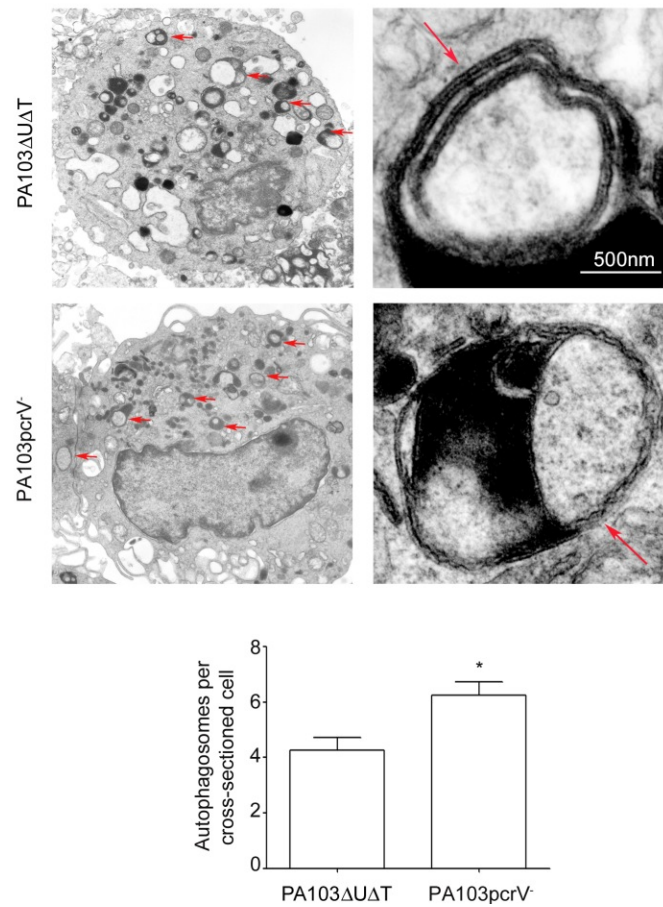 PA103ΔUΔT
500nm
PA103pcrV-
8
*
6
4
2
0
Autophagosomes per
cross-sectioned cell
PA103ΔUΔT
PA103pcrV-